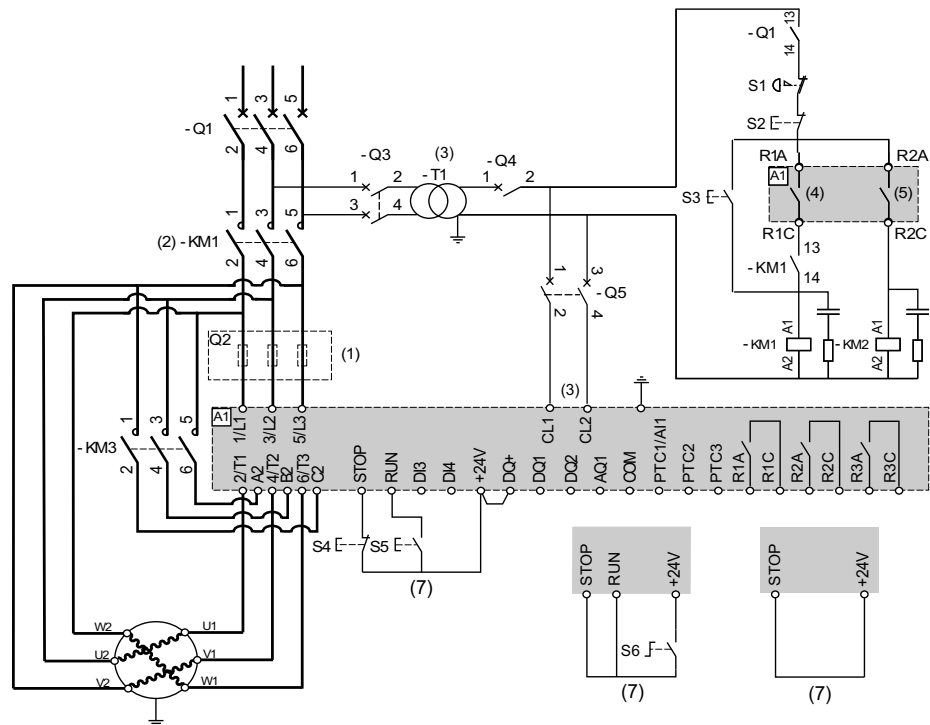 13
- Q1
14
S1
S2
1 3 5
- Q1
2 4 6
- Q3 (3) - Q4
1 2 - T1 1 2
3 4
R1A R2A
A1
S3 (4) (5)
R1C R2C
1 3 5
(2) - KM1
2 4 6
13
- KM1
14
1 3
- Q5
2 4
Q2
(1)
A1 A1
- KM1 - KM2
A2 A2
(3)
A1
1/L1 3/L2 5/L3 CL1 CL2
1 3 5
- KM3
2 4 6
2/T1 A2 4/T2 B2 6/T3 C2 STOP RUN DI3 DI4 +24V DQ+ DQ1 DQ2 AQ1 COM PTC1/AI1 PTC2 PTC3 R1A R1C R2A R2C R3A R3C
S4 S5
(7)
STOP RUN +24V
STOP +24V
W2 U1
U2 V1
V2 W1
S6
(7)
(7)